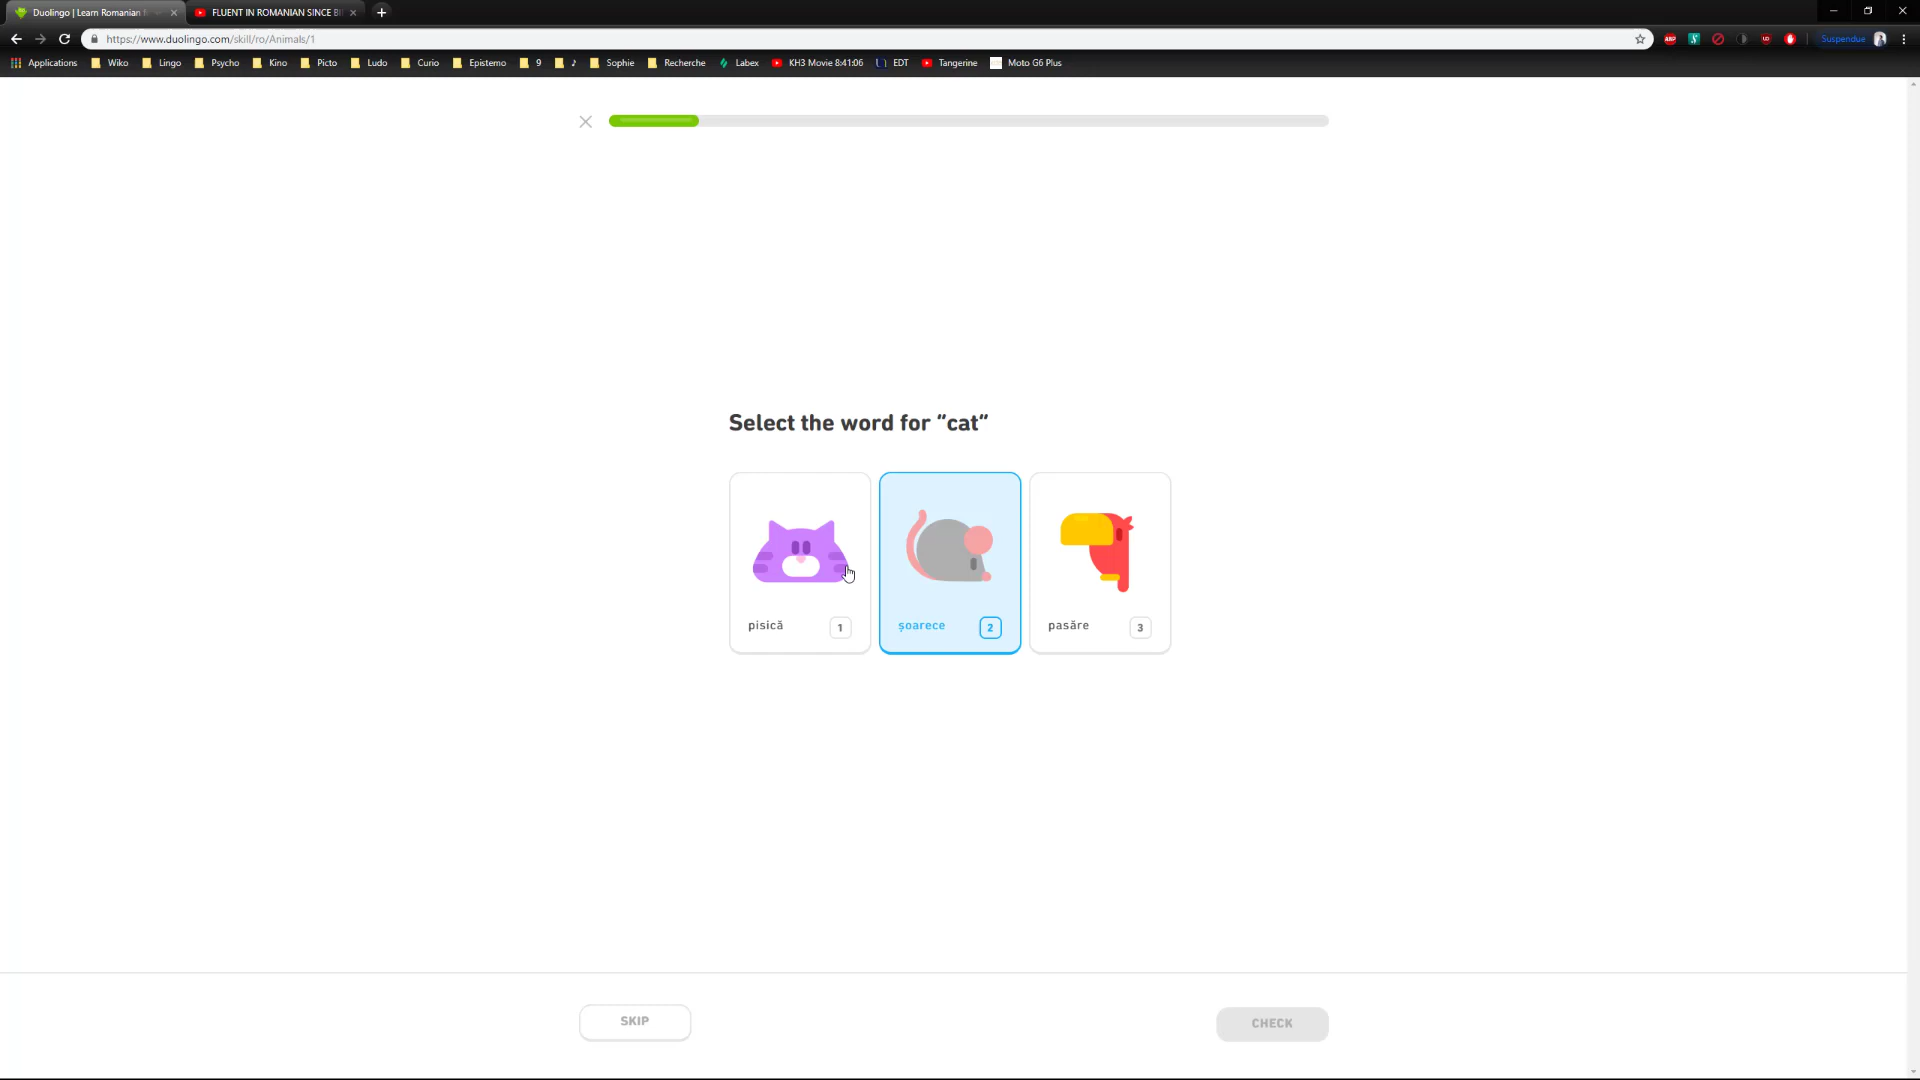 Duolingo | Learn Romanian
FLUENT IN ROMANIAN SINCE BI
https://www.duolingo.com/skill/ro/Animals/1
Suspendue
Applications Wiko Lingo Psycho Kino Picto Ludo Curio Epistemo 9 ♪ Sophie Recherche Labex KH3 Movie 8:41:06 EDT Tangerine Moto G6 Plus
Select the word for “cat”
pisică 1 șoarece 2 pasăre 3
SKIP CHECK